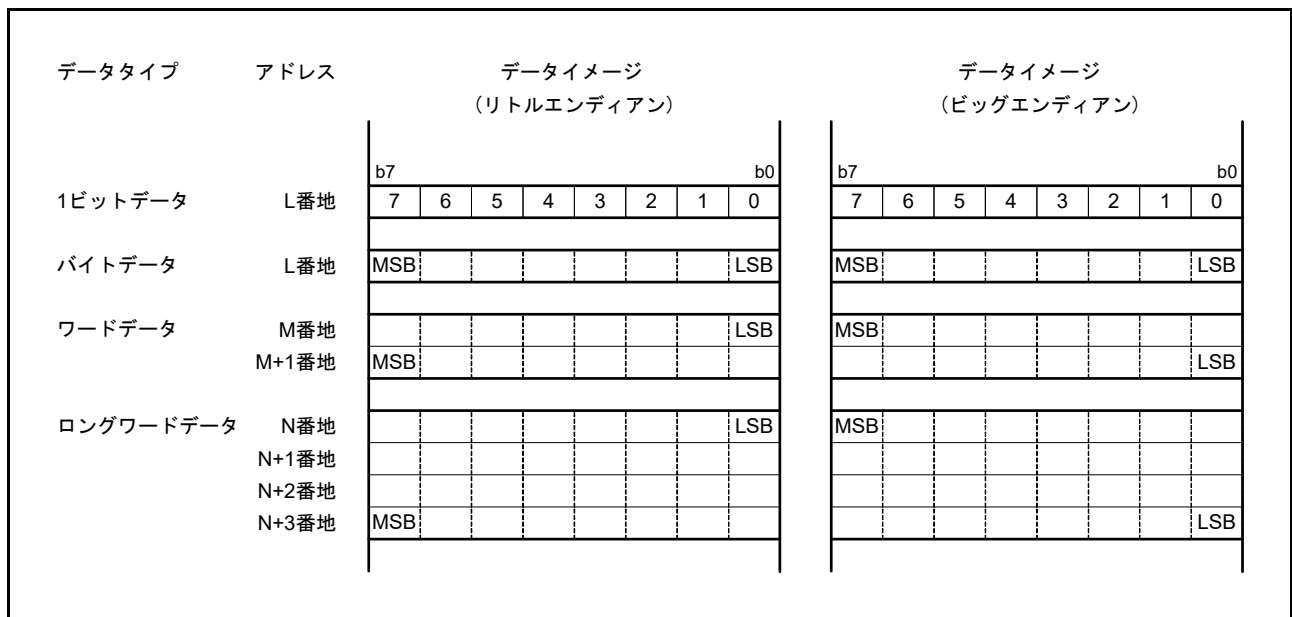 データタイプ アドレス データイメージ データイメージ
(リトルエンディアン) (ビッグエンディアン)
b7 b0 b7 b0
1ビットデータ L番地 7 6 5 4 3 2 1 0 7 6 5 4 3 2 1 0
バイトデータ L番地 MSB LSB MSB LSB
ワードデータ M番地 LSB MSB
M+1番地 MSB LSB
ロングワードデータ N番地 LSB MSB
N+1番地
N+2番地
N+3番地 MSB LSB